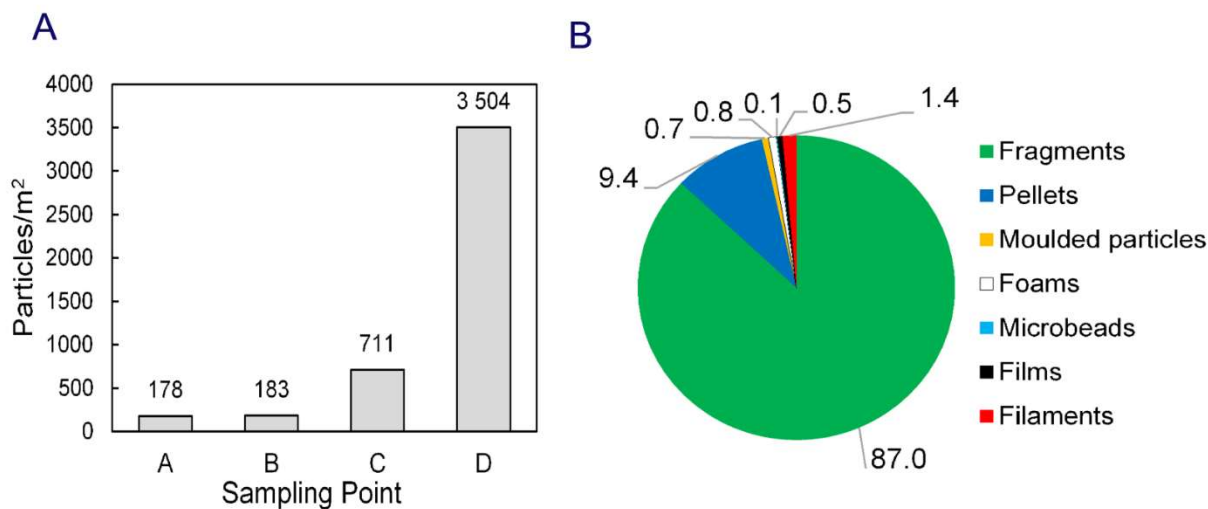 A
Particles/m²
4000
3500
3000
2500
2000
1500
1000
500
0
178
183
711
3 504
A B C D
Sampling Point
B
9.4
0.7
0.8
0.1
0.5
1.4
87.0
Fragments
Pellets
Moulded particles
Foams
Microbeads
Films
Filaments